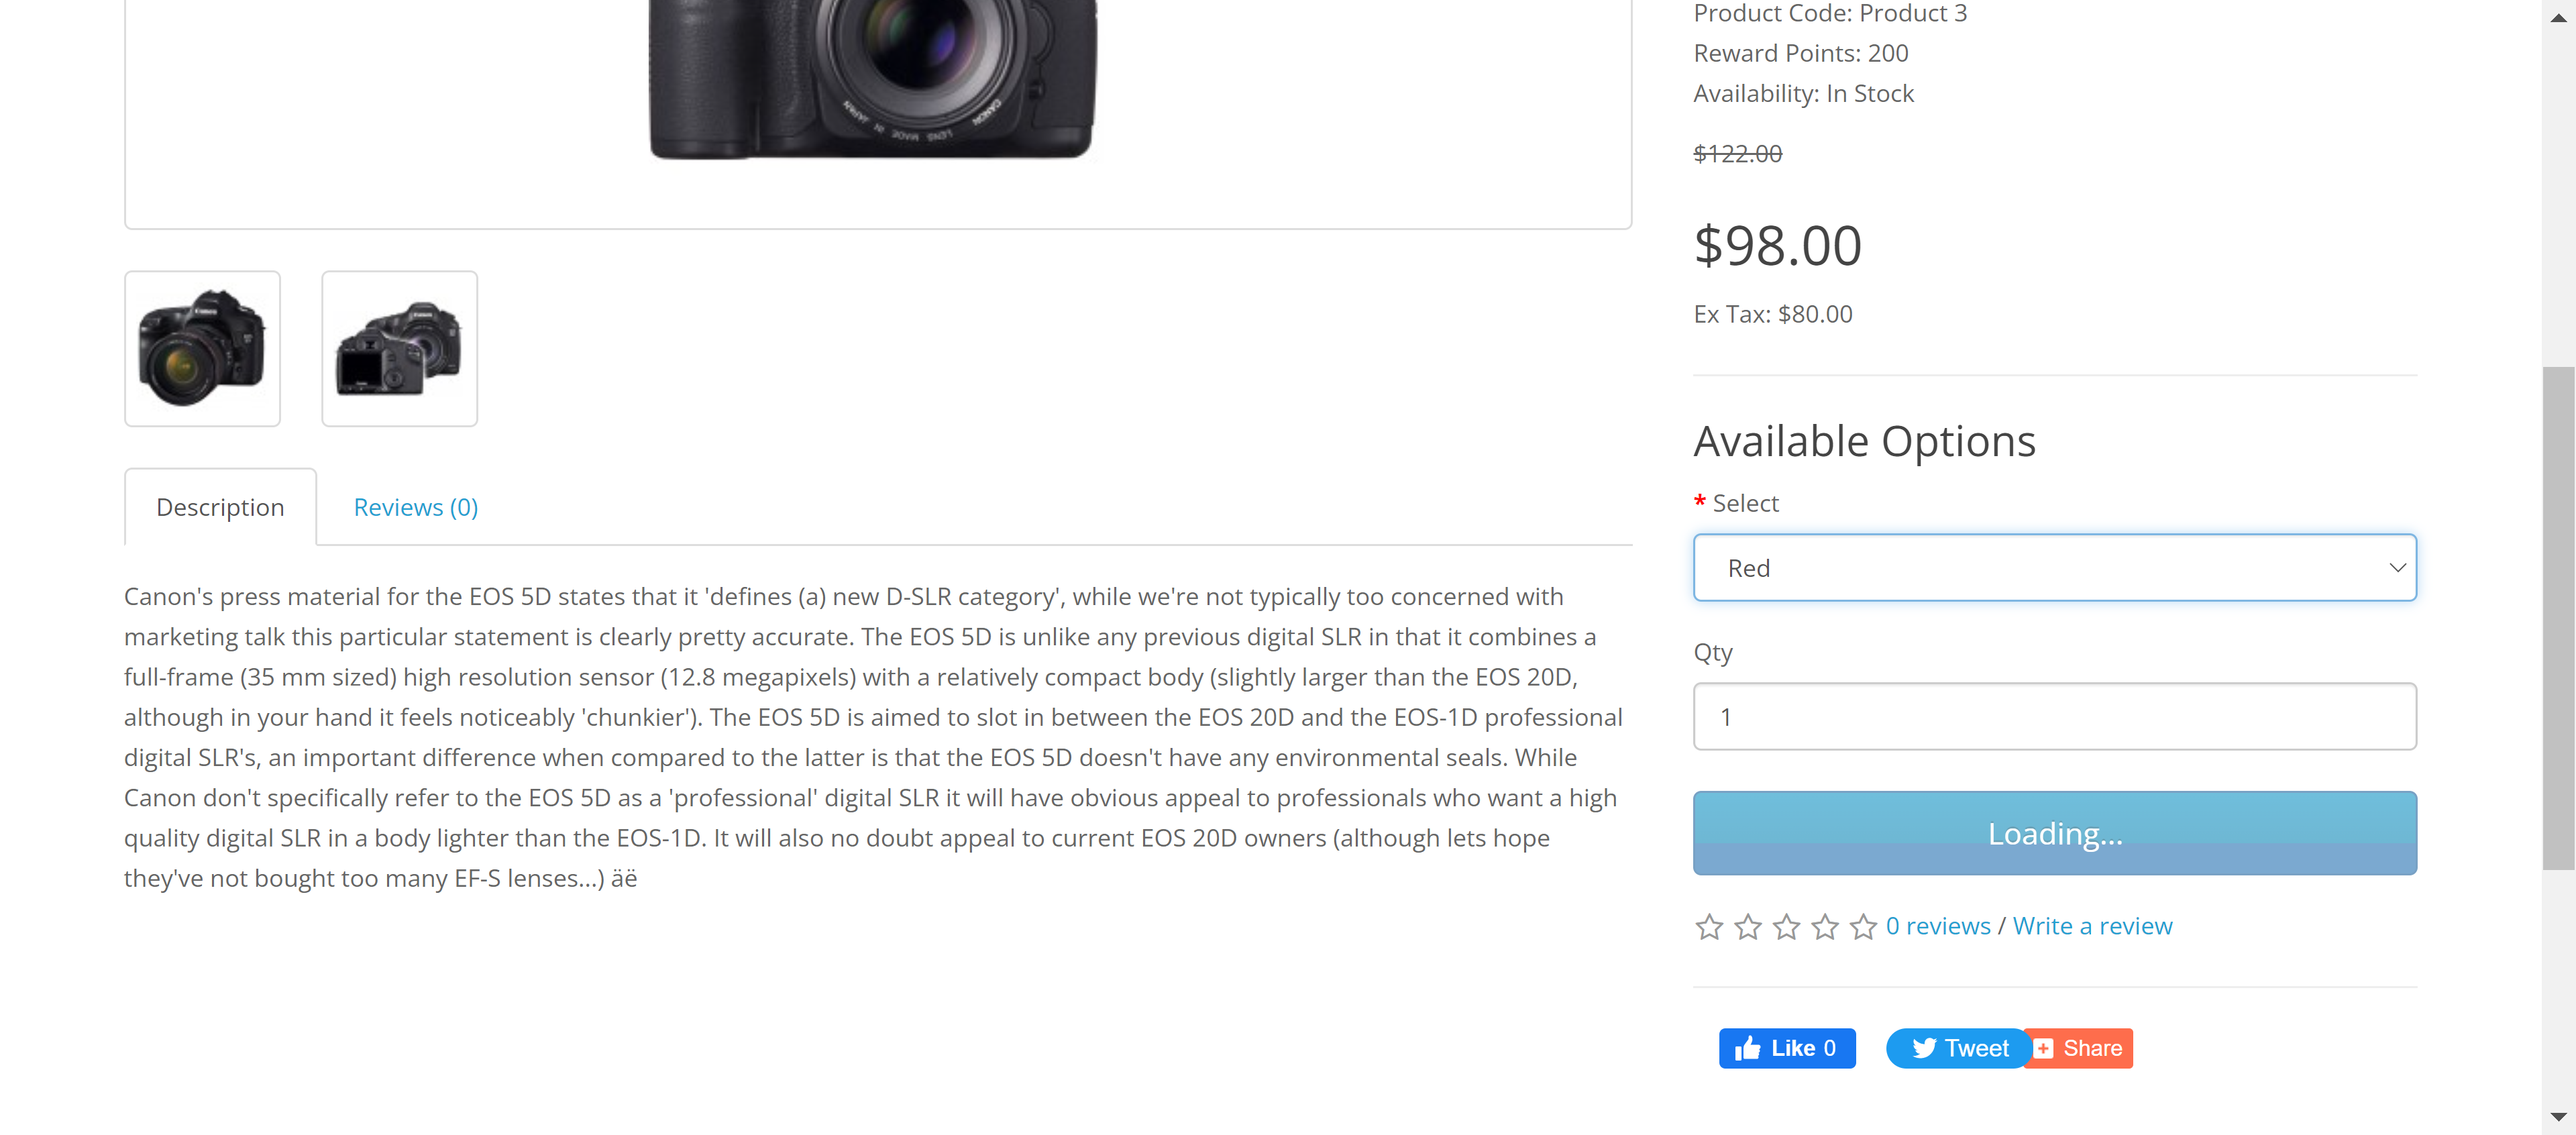 Product Code: Product 3
Reward Points: 200
Availability: In Stock
$122.00
$98.00
Ex Tax: $80.00
CANON LENS MADE IN JAPAN
Canon
Description
Reviews (0)
Canon's press material for the EOS 5D states that it 'defines (a) new D-SLR category', while we're not typically too concerned with
marketing talk this particular statement is clearly pretty accurate. The EOS 5D is unlike any previous digital SLR in that it combines a
full-frame (35 mm sized) high resolution sensor (12.8 megapixels) with a relatively compact body (slightly larger than the EOS 20D,
although in your hand it feels noticeably 'chunkier'). The EOS 5D is aimed to slot in between the EOS 20D and the EOS-1D professional
digital SLR's, an important difference when compared to the latter is that the EOS 5D doesn't have any environmental seals. While
Canon don't specifically refer to the EOS 5D as a 'professional' digital SLR it will have obvious appeal to professionals who want a high
quality digital SLR in a body lighter than the EOS-1D. It will also no doubt appeal to current EOS 20D owners (although lets hope
they've not bought too many EF-S lenses...) äë
Available Options
* Select
Red
Qty
1
Loading...
0 reviews / Write a review
Like 0
Tweet
Share